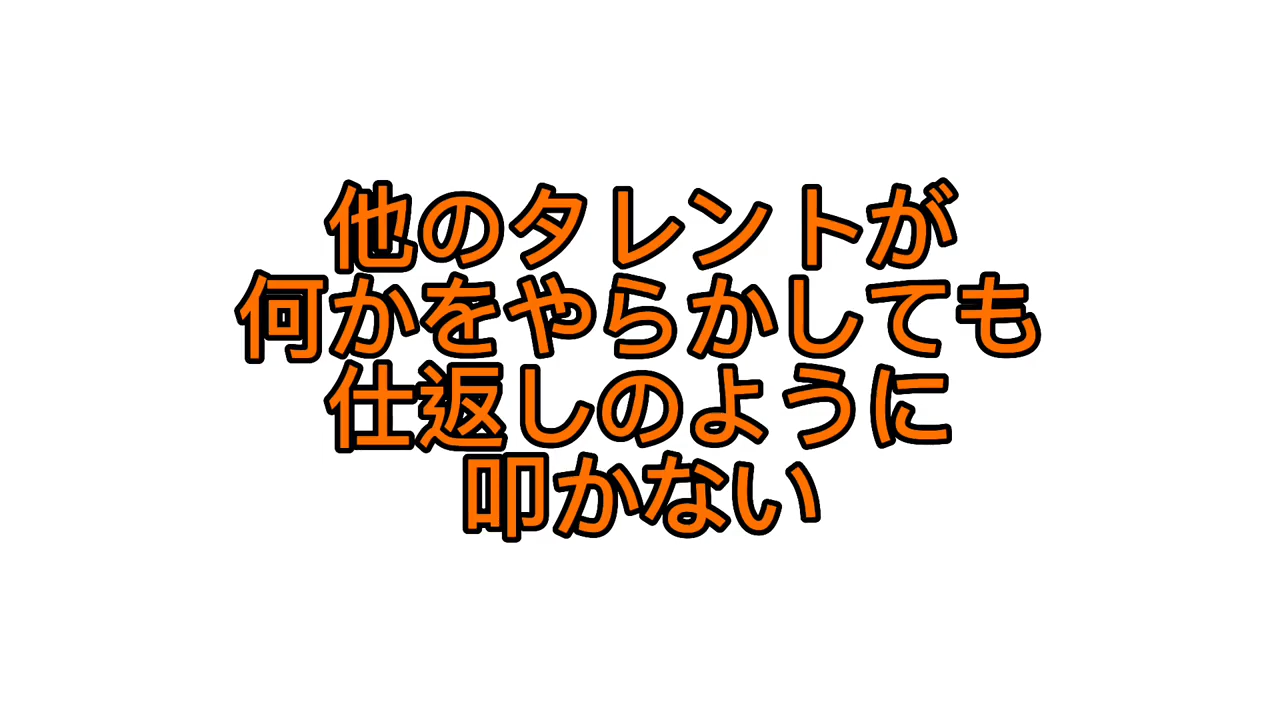 他のタレントが
何かをやらかしても
仕返しのように
叩かない